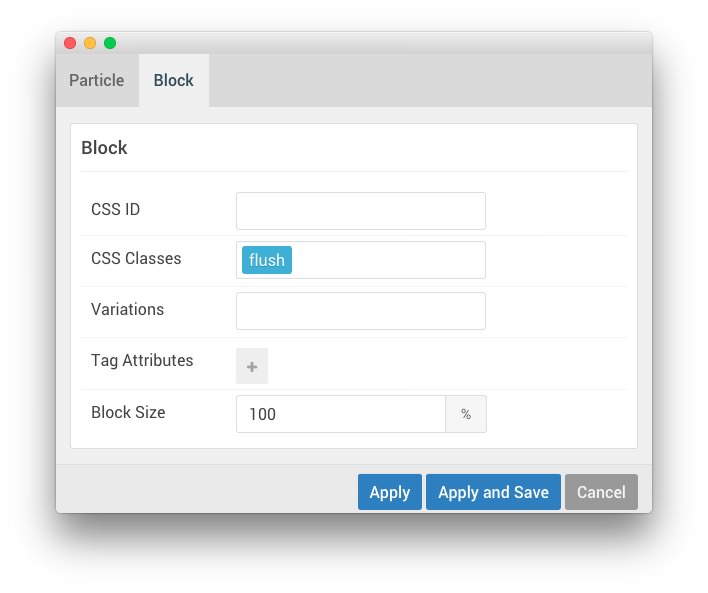 Particle Block
Block
CSS ID
CSS Classes flush
Variations
Tag Attributes +
Block Size 100 %
Apply Apply and Save Cancel